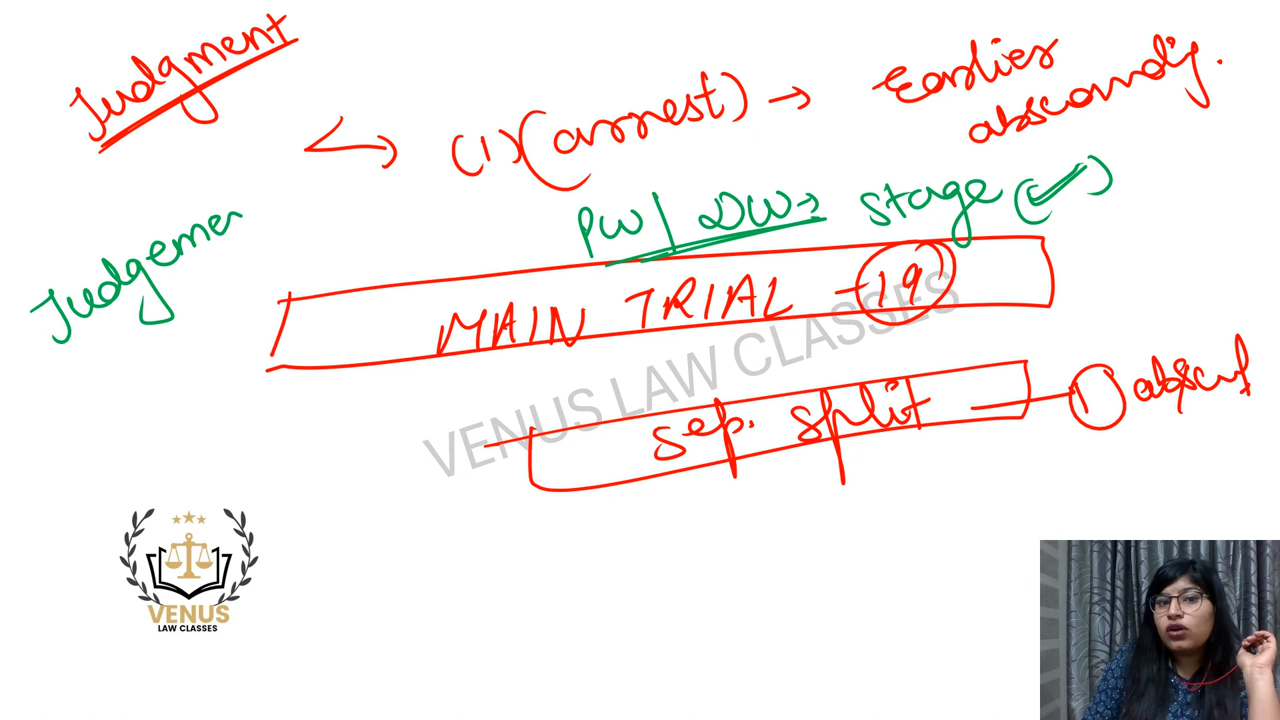 Judgment
(1) (arrest) → Earlier
absconding.
PW | DW → stage
Judgemen
MAIN TRIAL - 19
Sep. Split
1
VENUS LAW CLASSES
VENUS
LAW CLASSES